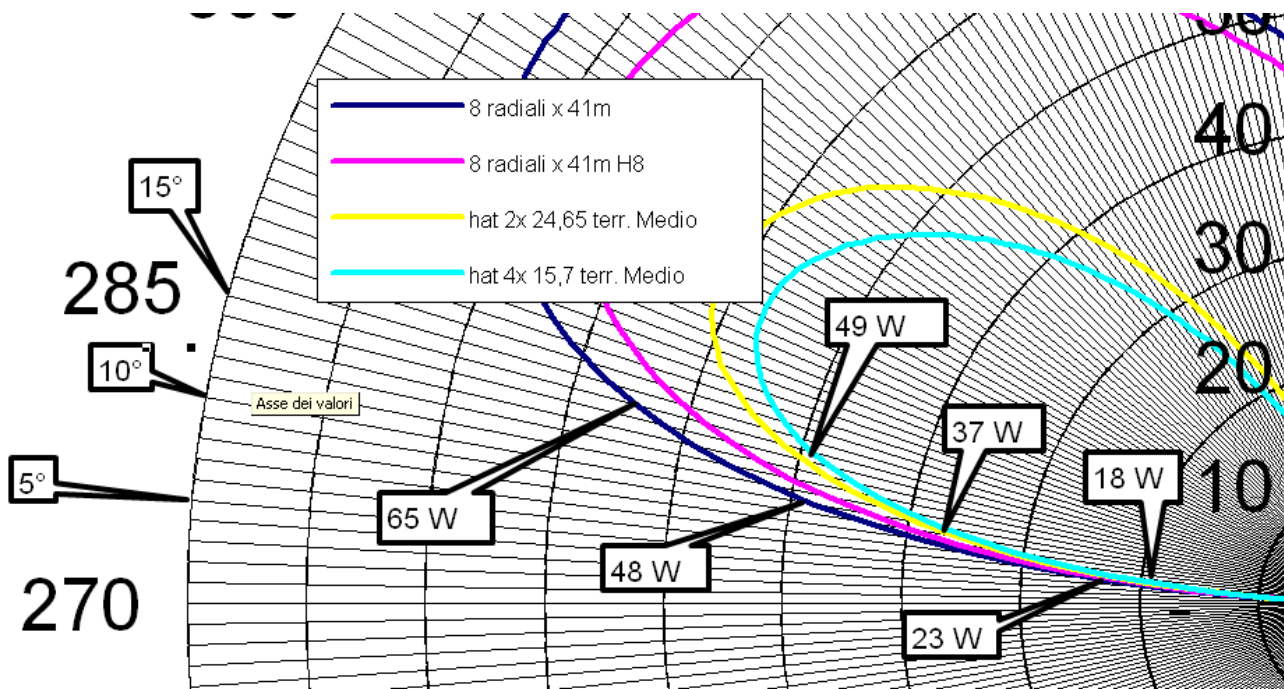 8 radiali x 41m
40
8 radiali x 41m H8
15°
hat 2x 24,65 terr. Medio
30
285
hat 4x 15,7 terr. Medio
49 W
10°
20
Asse dei valori
37 W
5°
18 W
10
65 W
48 W
270
23 W